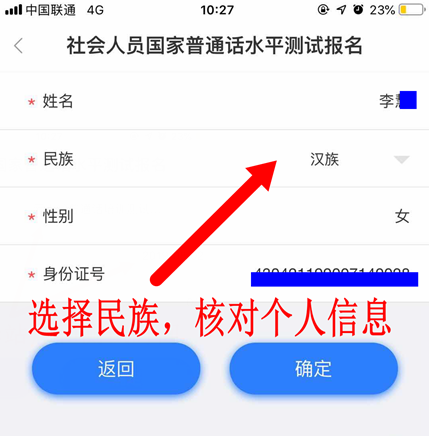 中国联通 4G 10:27 23%
社会人员国家普通话水平测试报名
* 姓名 李
* 民族 汉族
* 性别 女
* 身份证号
选择民族，核对个人信息
返回 确定